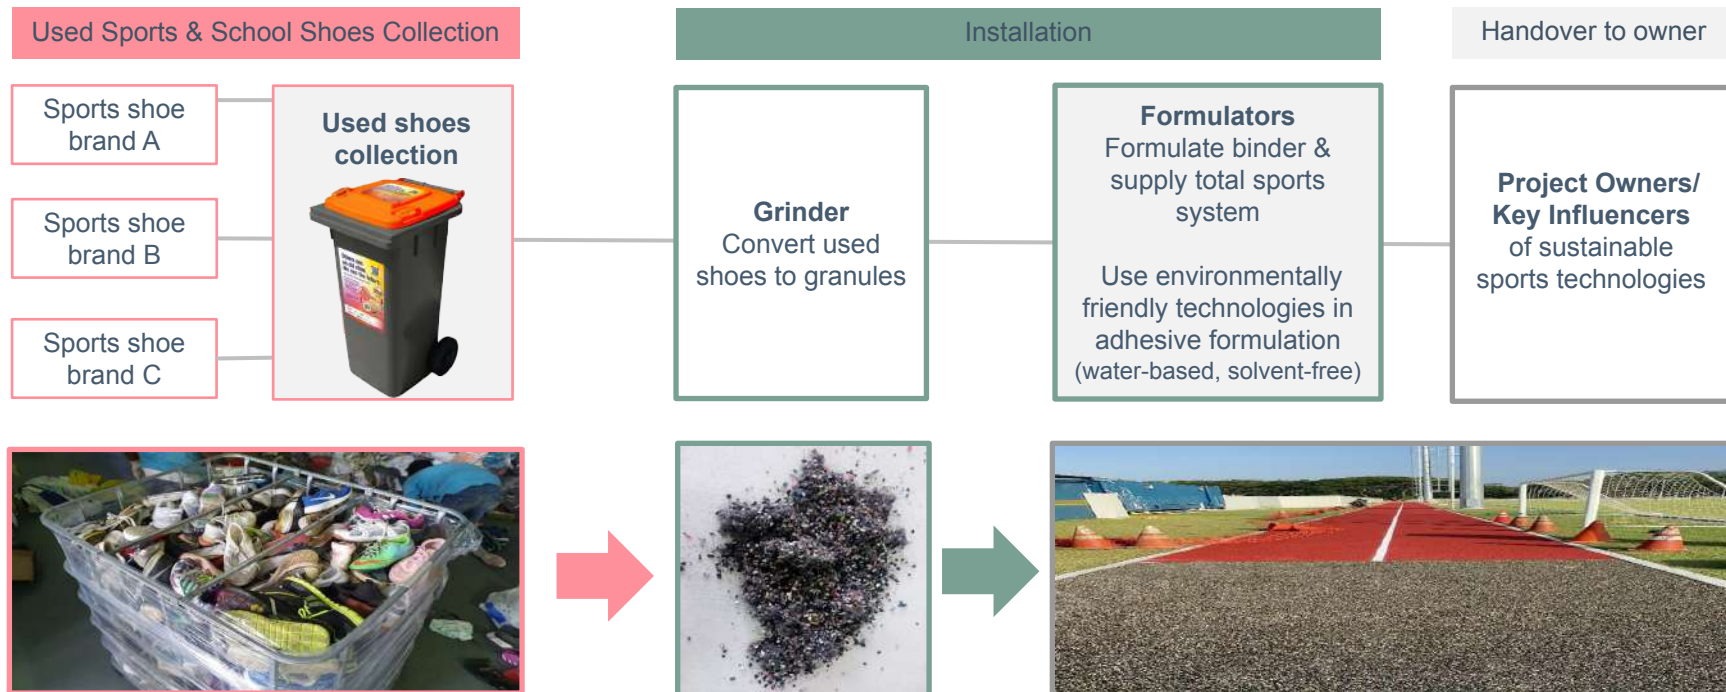 Used Sports & School Shoes Collection
Installation
Handover to owner
Sports shoe
brand A
Sports shoe
brand B
Sports shoe
brand C
Used shoes
collection
Grinder
Convert used
shoes to granules
Formulators
Formulate binder &
supply total sports
system
Use environmentally
friendly technologies in
adhesive formulation
(water-based, solvent-free)
Project Owners/
Key Influencers
of sustainable
sports technologies